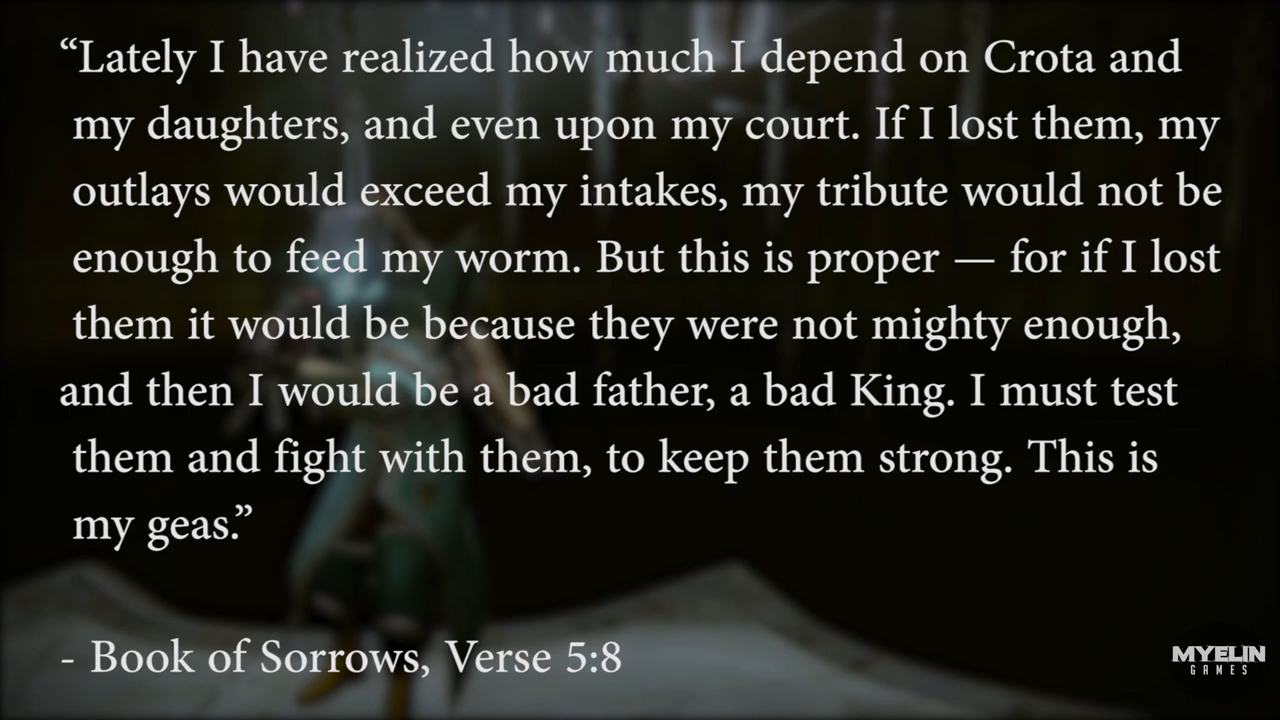 “Lately I have realized how much I depend on Crota and
my daughters, and even upon my court. If I lost them, my
outlays would exceed my intakes, my tribute would not be
enough to feed my worm. But this is proper — for if I lost
them it would be because they were not mighty enough,
and then I would be a bad father, a bad King. I must test
them and fight with them, to keep them strong. This is
my geas.”
- Book of Sorrows, Verse 5:8
MYELIN
GAMES